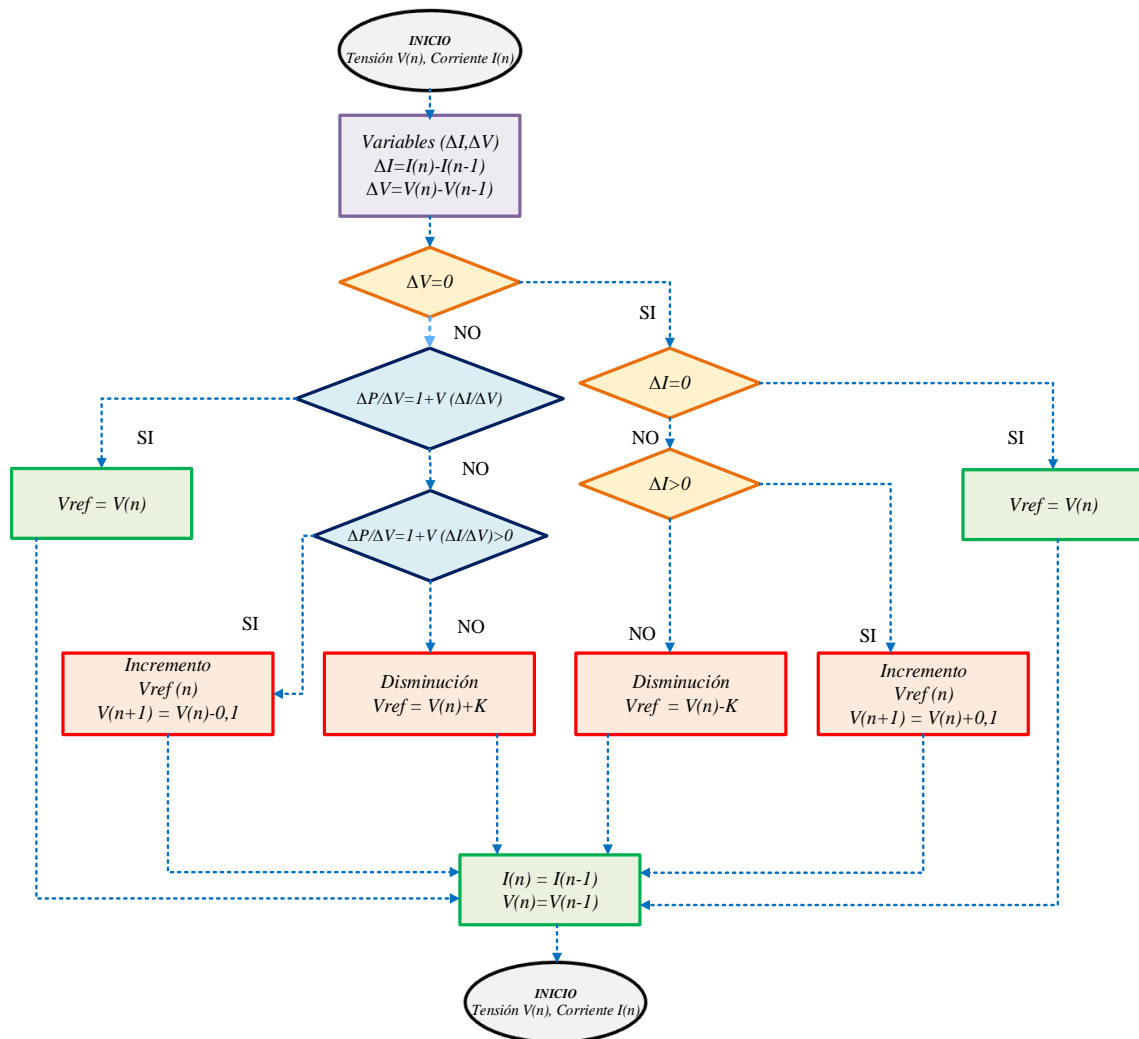 INICIO
Tensión V(n), Corriente I(n)
Variables (ΔI,ΔV)
ΔI=I(n)-I(n-1)
ΔV=V(n)-V(n-1)
ΔV=0
SI
NO
ΔP/ΔV=1+V (ΔI/ΔV)
ΔI=0
SI
NO
SI
NO
Vref = V(n)
ΔI>0
Vref = V(n)
ΔP/ΔV=1+V (ΔI/ΔV)>0
SI
NO
NO
SI
Incremento
Vref (n)
V(n+1) = V(n)-0,1
Disminución
Vref = V(n)+K
Disminución
Vref = V(n)-K
Incremento
Vref (n)
V(n+1) = V(n)+0,1
I(n) = I(n-1)
V(n)=V(n-1)
INICIO
Tensión V(n), Corriente I(n)